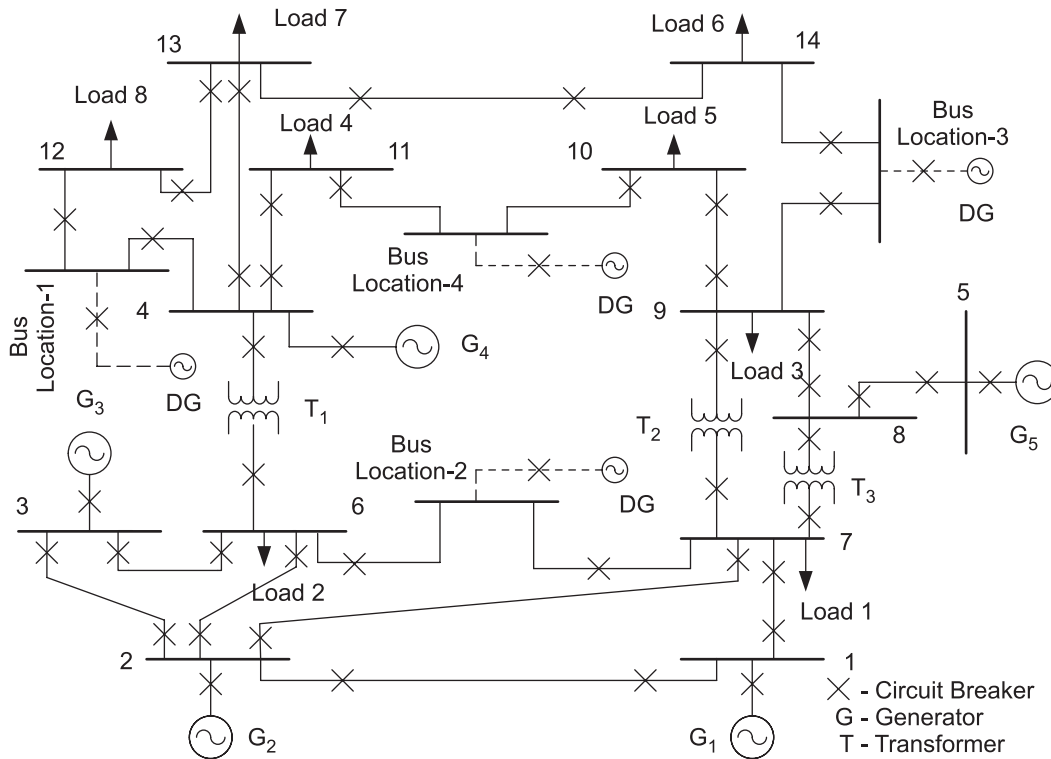 Load 7
Load 6
13
14
Load 8
Load 4
Load 5
Bus
Location-3
12
11
10
DG
Bus
Location-4
5
Bus
Location-1
4
DG
9
G4
Load 3
G3
DG
T1
T2
8
G5
Bus
Location-2
T3
3
6
DG
7
Load 2
Load 1
2
1
G2
G1
- Circuit Breaker
G - Generator
T - Transformer